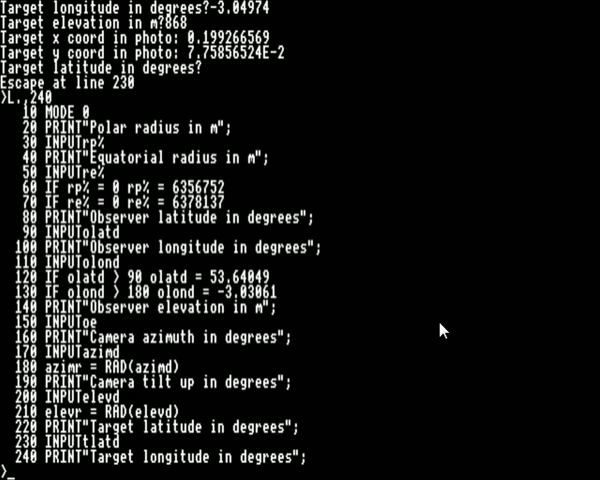 Target longitude in degrees?-3.04974
Target elevation in m?868
Target x coord in photo: 0.199266569
Target y coord in photo: 7.75856524E-2
Target latitude in degrees?
Escape at line 230
>L.,240
   10 MODE 0
   20 PRINT"Polar radius in m";
   30 INPUTrp%
   40 PRINT"Equatorial radius in m";
   50 INPUTre%
   60 IF rp% = 0 rp% = 6356752
   70 IF re% = 0 re% = 6378137
   80 PRINT"Observer latitude in degrees";
   90 INPUTolatd
  100 PRINT"Observer longitude in degrees";
  110 INPUTolond
  120 IF olatd > 90 olatd = 53.64049
  130 IF olond > 180 olond = -3.03061
  140 PRINT"Observer elevation in m";
  150 INPUToe
  160 PRINT"Camera azimuth in degrees";
  170 INPUTazimd
  180 azimr = RAD(azimd)
  190 PRINT"Camera tilt up in degrees";
  200 INPUTelevd
  210 elevr = RAD(elevd)
  220 PRINT"Target latitude in degrees";
  230 INPUTtlatd
  240 PRINT"Target longitude in degrees";
>_